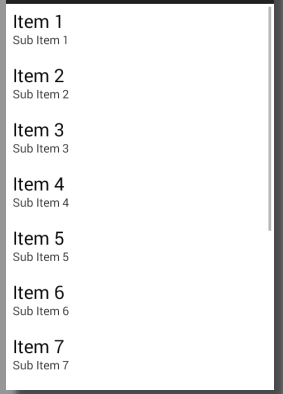 Item 1
Sub Item 1
Item 2
Sub Item 2
Item 3
Sub Item 3
Item 4
Sub Item 4
Item 5
Sub Item 5
Item 6
Sub Item 6
Item 7
Sub Item 7